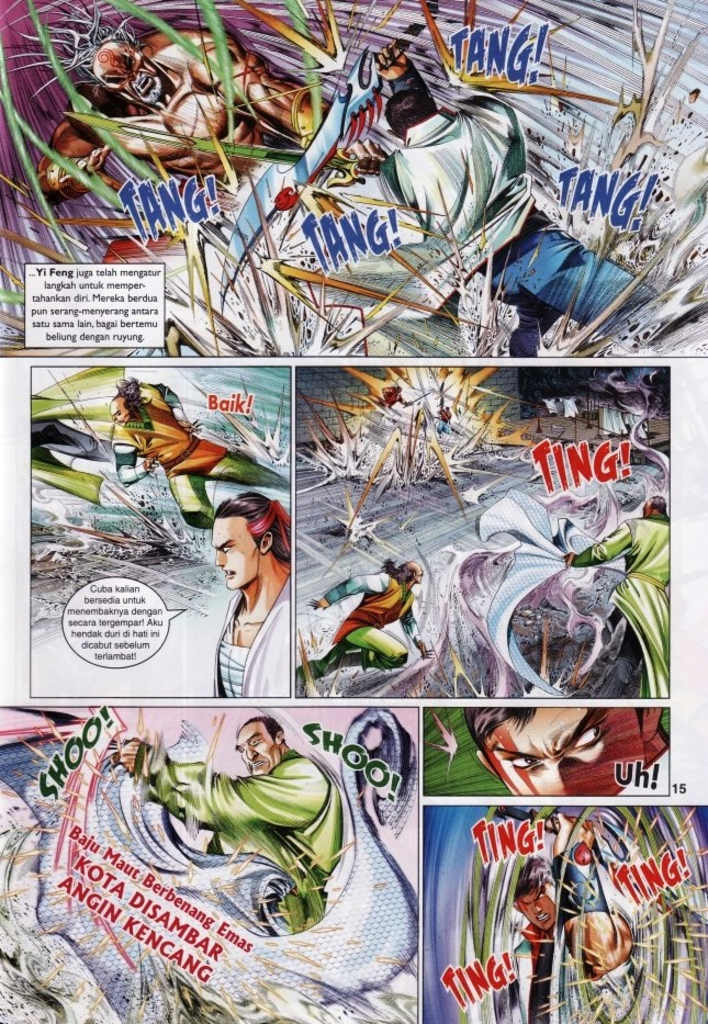 TANG!
TANG!
TANG!
TANG!
...Yi Feng juga telah mengatur
langkah untuk memper-
tahankan diri. Mereka berdua
pun serang-menyerang antara
satu sama lain, bagai bertemu
beliung dengan ruyung.
Baik!
Cuba kalian
bersedia untuk
menembaknya dengan
secara tergempar! Aku
hendak duri di hati ini
dicabut sebelum
terlambat!
TING!
SHOO!
SHOO!
Baju Maut Berbenang Emas
KOTA DISAMBAR
ANGIN KENCANG
Uh!
15
TING!
TING!
TING!